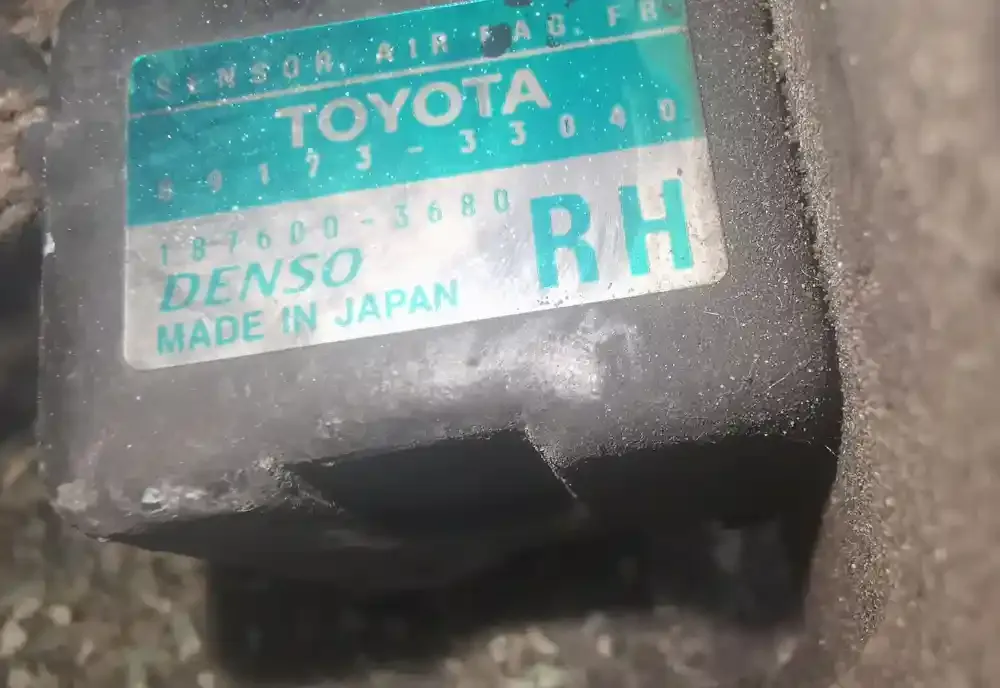 SENSOR, AIR BAG FR
TOYOTA
89173-33040
187600-3680
DENSO
MADE IN JAPAN
RH